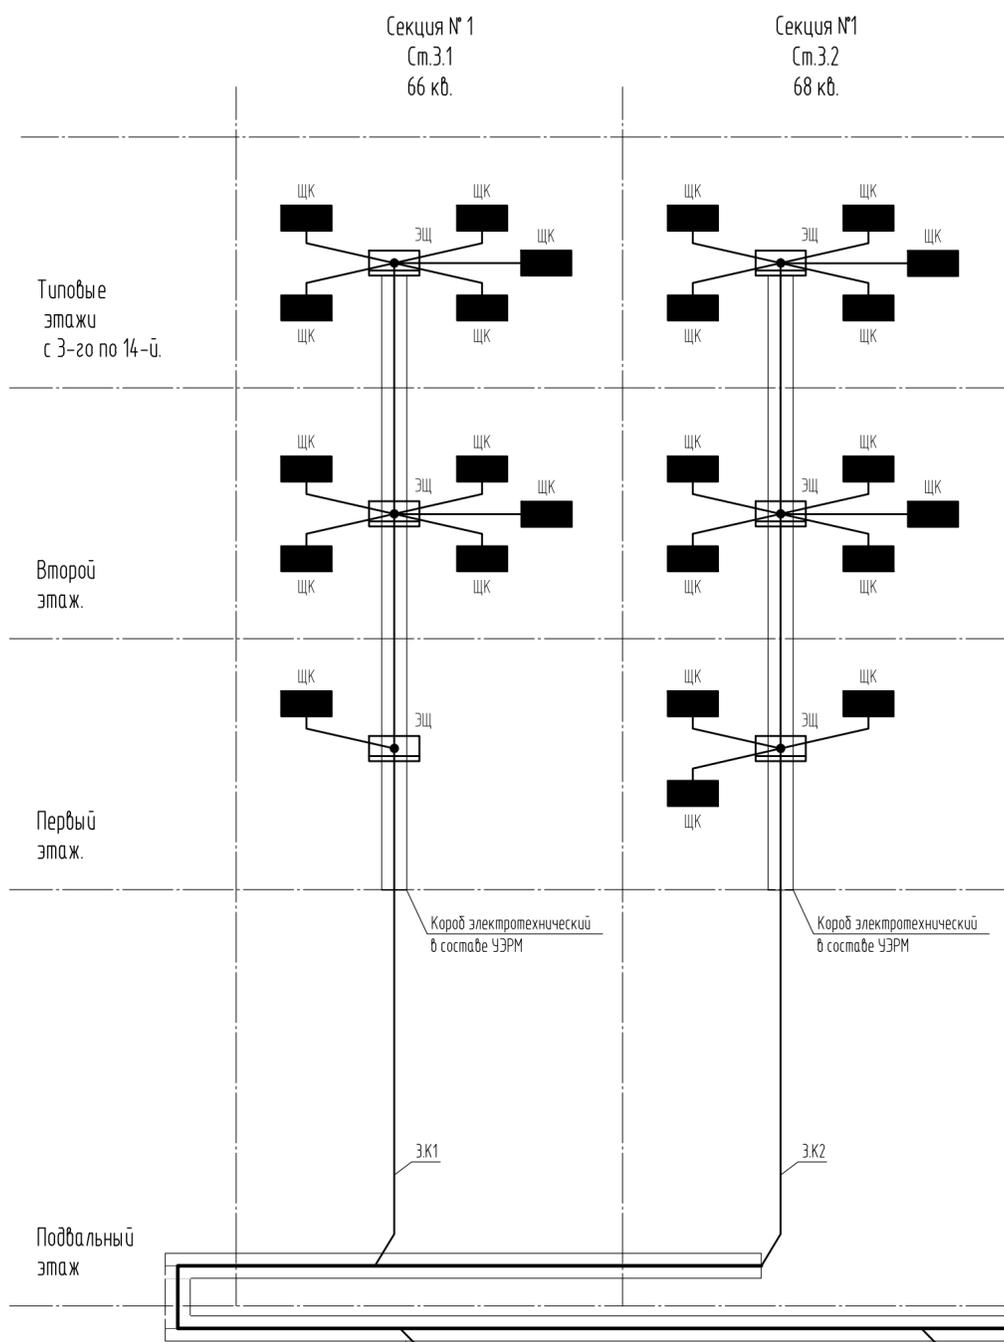 Секция № 1
Ст.3.1
66 кв.
Секция №1
Ст.3.2
68 кв.
Типовые
этажи
с 3-го по 14-й.
ЩК
ЩК
ЭЩ
ЩК
ЩК
ЩК
ЩК
ЩК
ЭЩ
ЩК
ЩК
ЩК
Второй
этаж.
ЩК
ЩК
ЭЩ
ЩК
ЩК
ЩК
ЩК
ЩК
ЭЩ
ЩК
ЩК
ЩК
Первый
этаж.
ЩК
ЭЩ
ЩК
ЩК
ЭЩ
ЩК
Короб электротехнический
в составе УЭРМ
Короб электротехнический
в составе УЭРМ
3.К1
3.К2
Подвальный
этаж